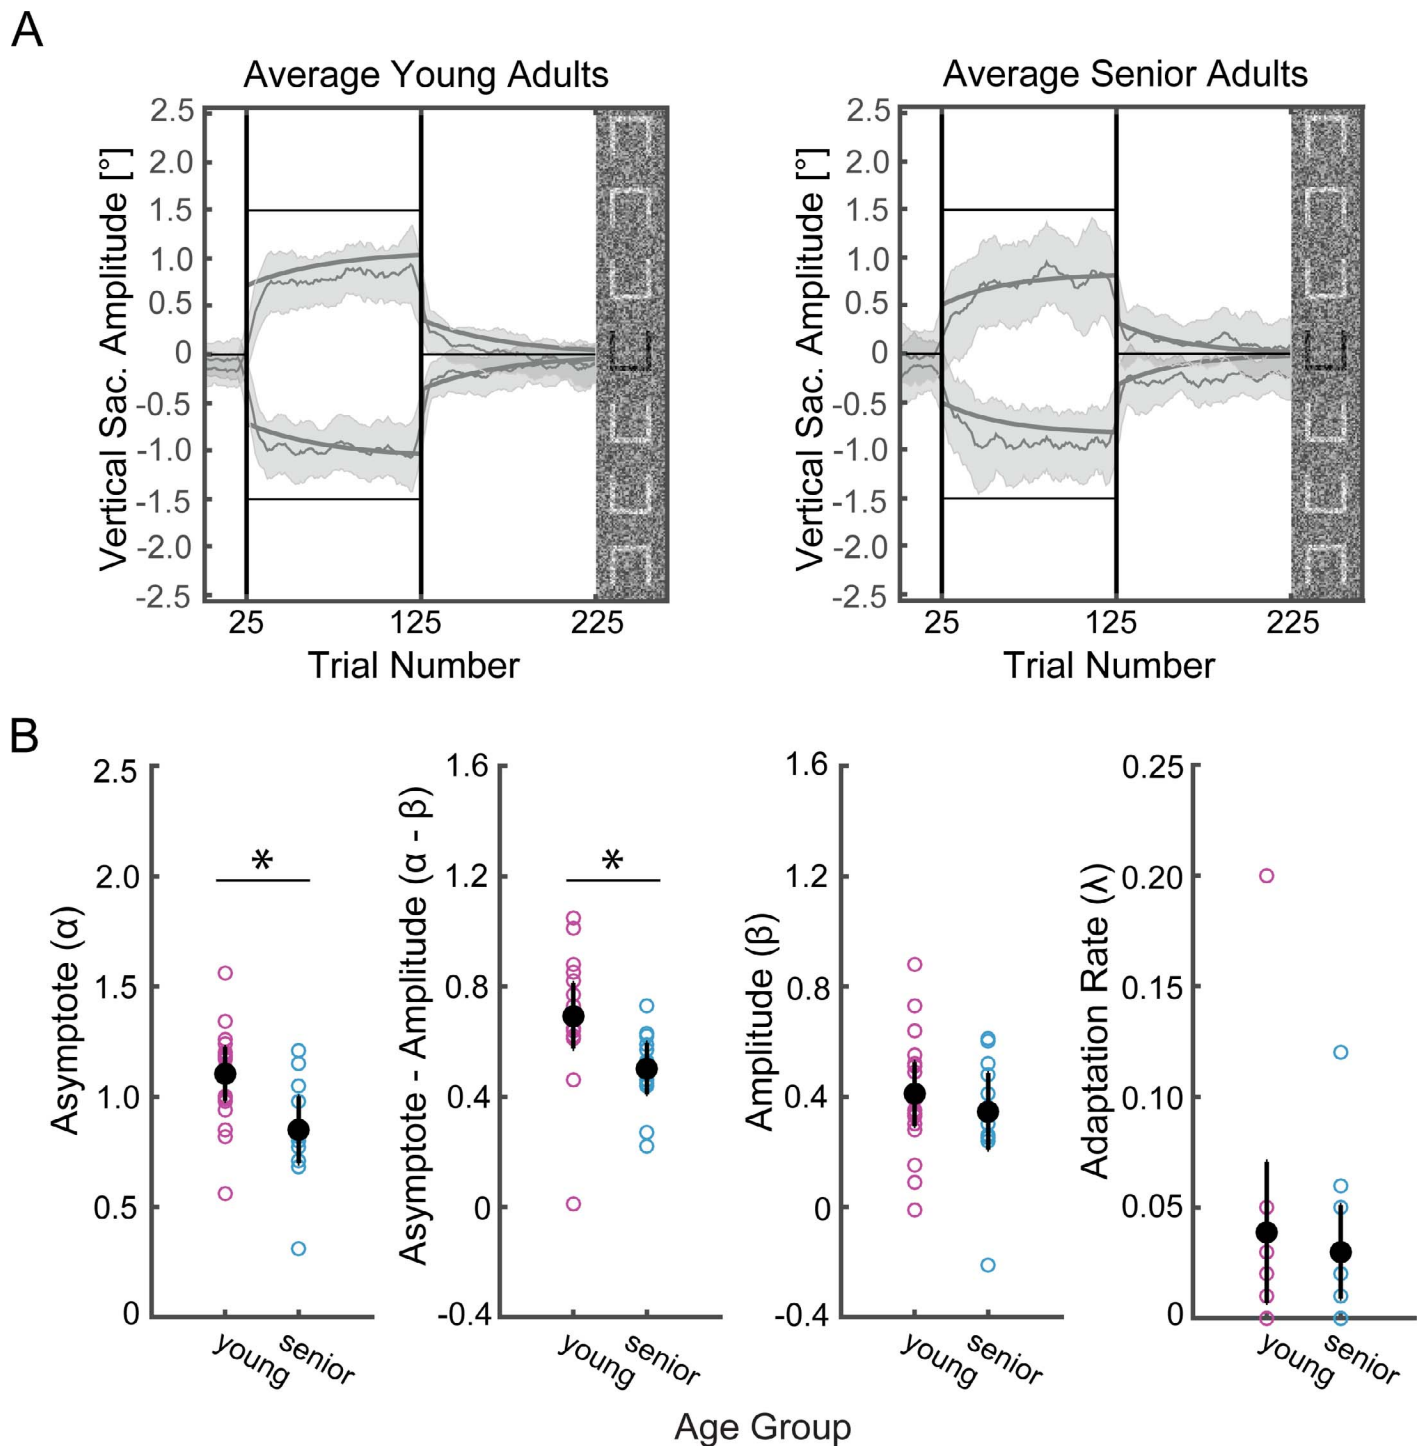 A
Average Young Adults
Vertical Sac. Amplitude [°]
2.5
2.0
1.5
1.0
0.5
0
-0.5
-1.0
-1.5
-2.0
-2.5
25 125 225
Trial Number
Average Senior Adults
Vertical Sac. Amplitude [°]
2.5
2.0
1.5
1.0
0.5
0
-0.5
-1.0
-1.5
-2.0
-2.5
25 125 225
Trial Number
B
Asymptote (α)
2.5
2.0
1.5
1.0
0.5
0
*
young
senior
Asymptote - Amplitude (α - β)
1.6
1.2
0.8
0.4
0
-0.4
*
young
senior
Amplitude (β)
1.6
1.2
0.8
0.4
0
-0.4
young
senior
Adaptation Rate (λ)
0.25
0.20
0.15
0.10
0.05
0
young
senior
Age Group